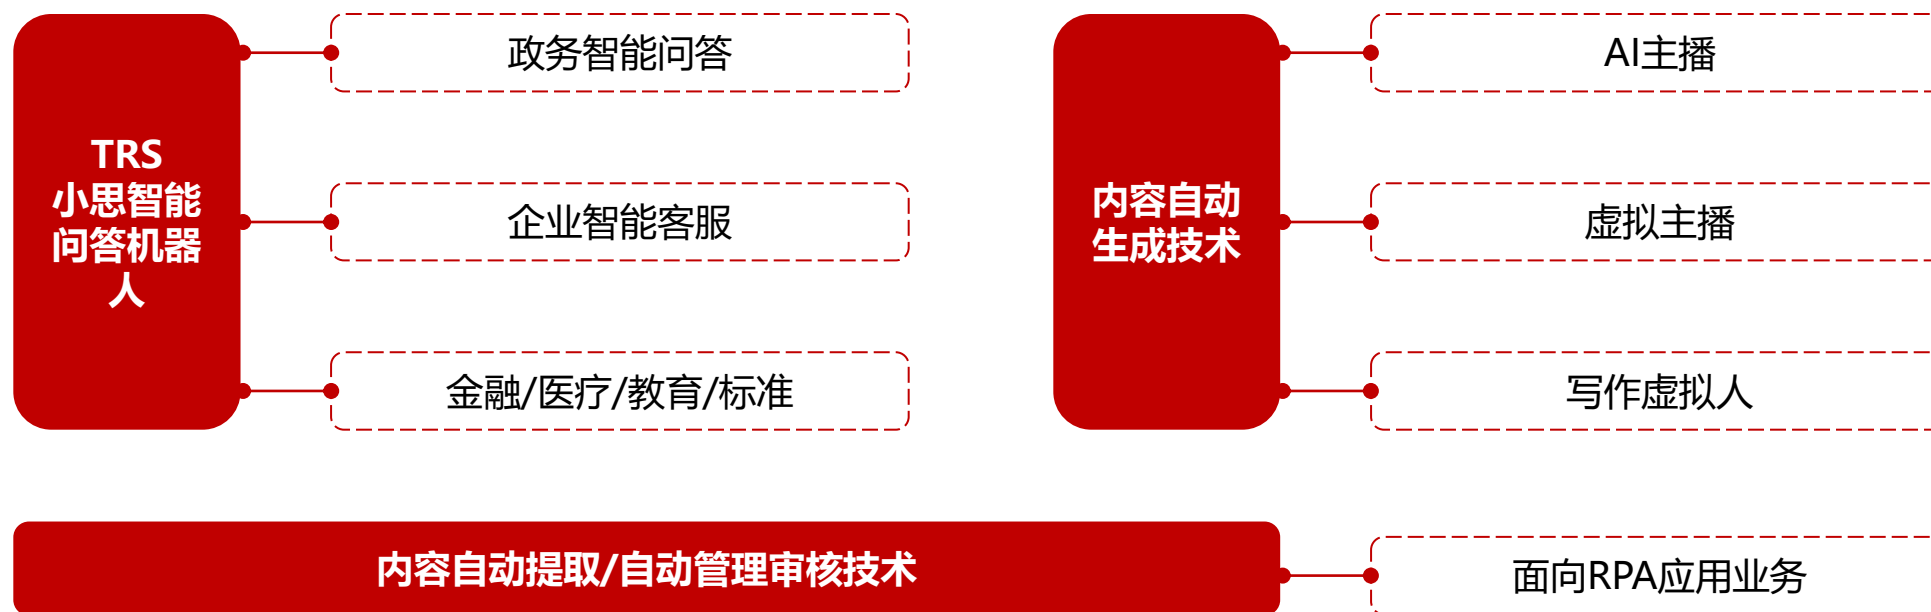 TRS
小思智能
问答机器
人
政务智能问答
企业智能客服
金融/医疗/教育/标准
内容自动
生成技术
AI主播
虚拟主播
写作虚拟人
内容自动提取/自动管理审核技术
面向RPA应用业务